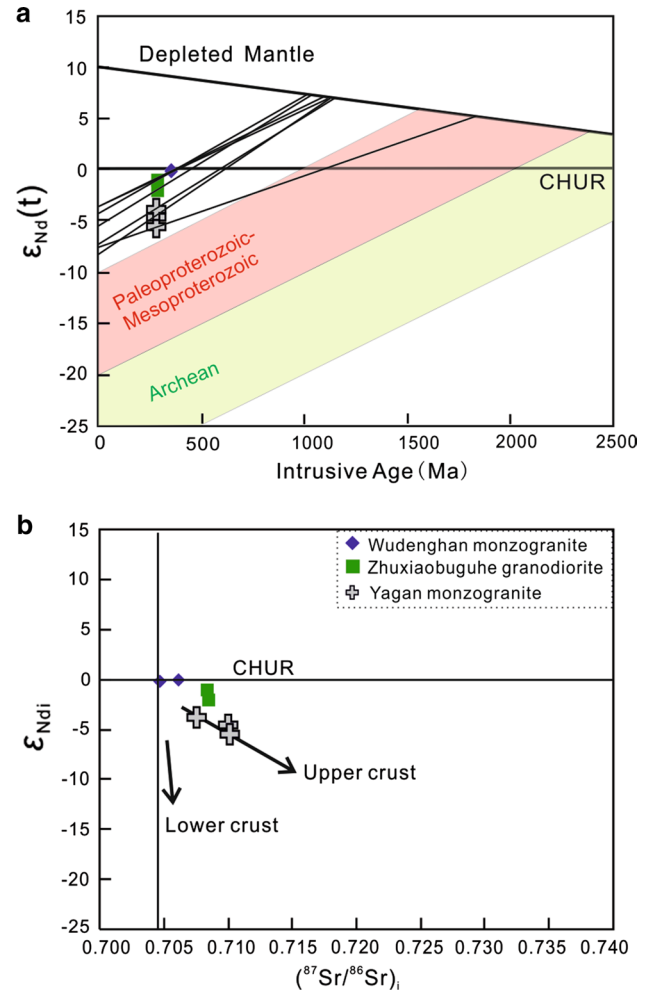 a
15
10
5
0
-5
-10
-15
-20
-25
εNd(t)
Depleted Mantle
CHUR
Paleoproterozoic-
Mesoproterozoic
Archean
0 500 1000 1500 2000 2500
Intrusive Age (Ma)
b
15
10
5
0
-5
-10
-15
-20
-25
εNdi
Wudenghan monzogranite
Zhuxiaobuguhe granodiorite
Yagan monzogranite
CHUR
Upper crust
Lower crust
0.700 0.705 0.710 0.715 0.720 0.725 0.730 0.735 0.740
(⁸⁷Sr/⁸⁶Sr)i